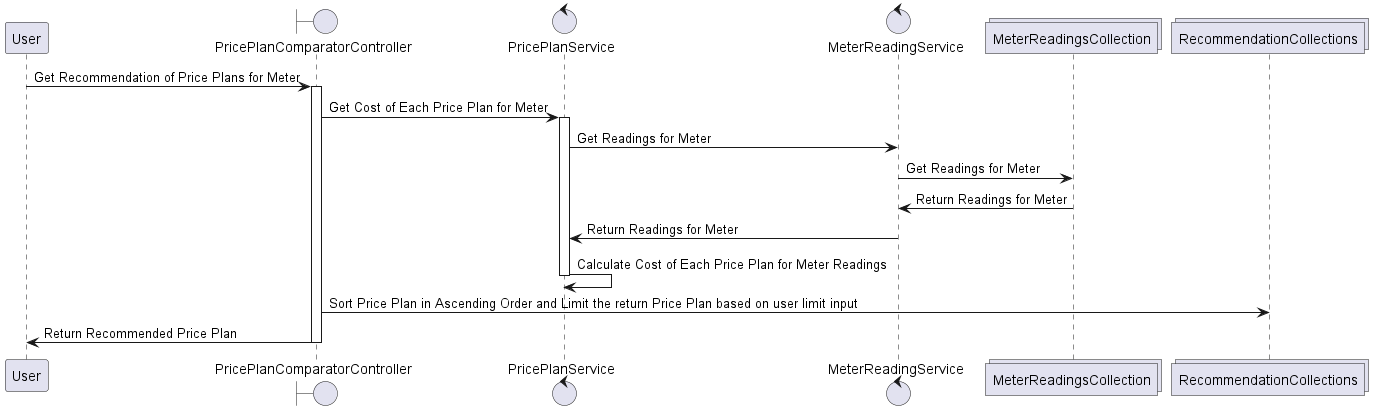 User
PricePlanComparatorController
PricePlanService
MeterReadingService
MeterReadingsCollection
RecommendationCollections
Get Recommendation of Price Plans for Meter
Get Cost of Each Price Plan for Meter
Get Readings for Meter
Get Readings for Meter
Return Readings for Meter
Return Readings for Meter
Calculate Cost of Each Price Plan for Meter Readings
Sort Price Plan in Ascending Order and Limit the return Price Plan based on user limit input
Return Recommended Price Plan
User
PricePlanComparatorController
PricePlanService
MeterReadingService
MeterReadingsCollection
RecommendationCollections